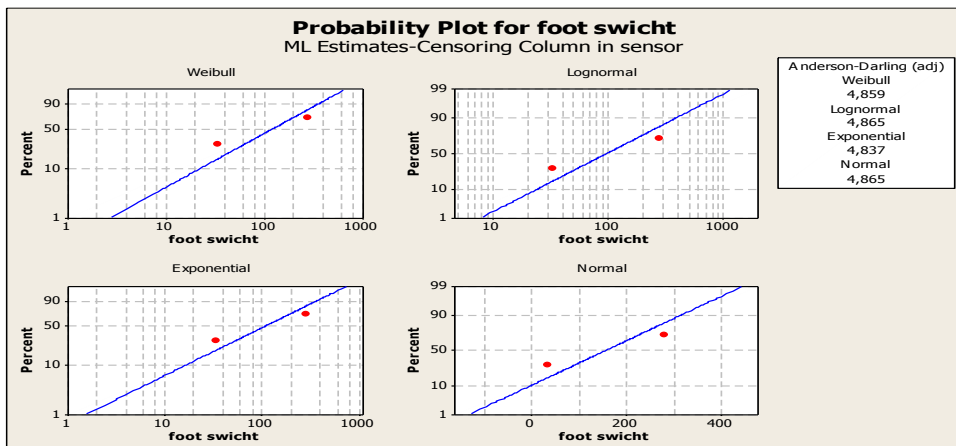 Probability Plot for foot swicht
ML Estimates-Censoring Column in sensor
Weibull
Percent
90
50
10
1
1
10
100
1000
foot swicht
Lognormal
Percent
99
90
50
10
1
10
100
1000
foot swicht
Anderson-Darling (adj)
Weibull
4,859
Lognormal
4,865
Exponential
4,837
Normal
4,865
Exponential
Percent
90
50
10
1
1
10
100
1000
foot swicht
Normal
Percent
99
90
50
10
1
0
200
400
foot swicht